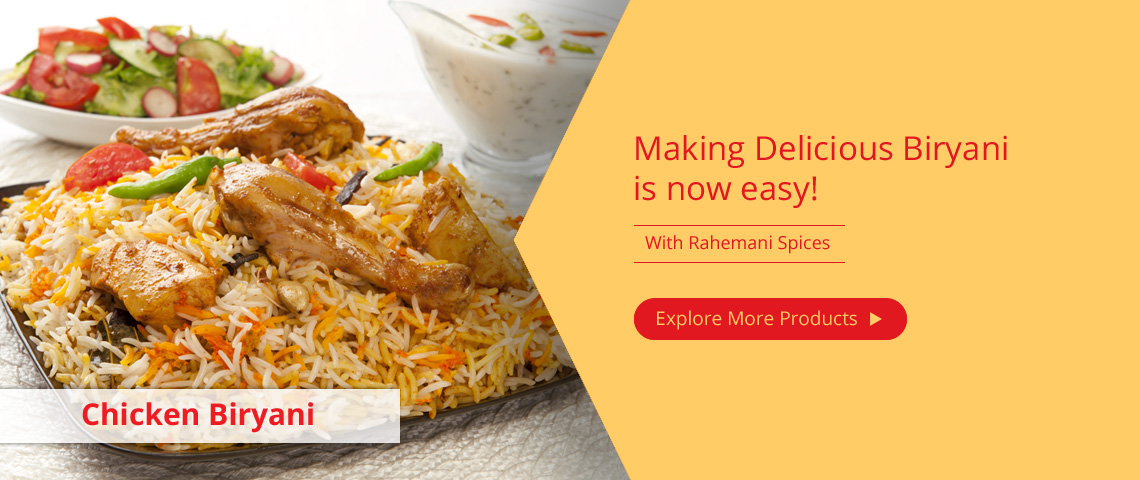 Making Delicious Biryani
is now easy!
With Rahemani Spices
Explore More Products
Chicken Biryani